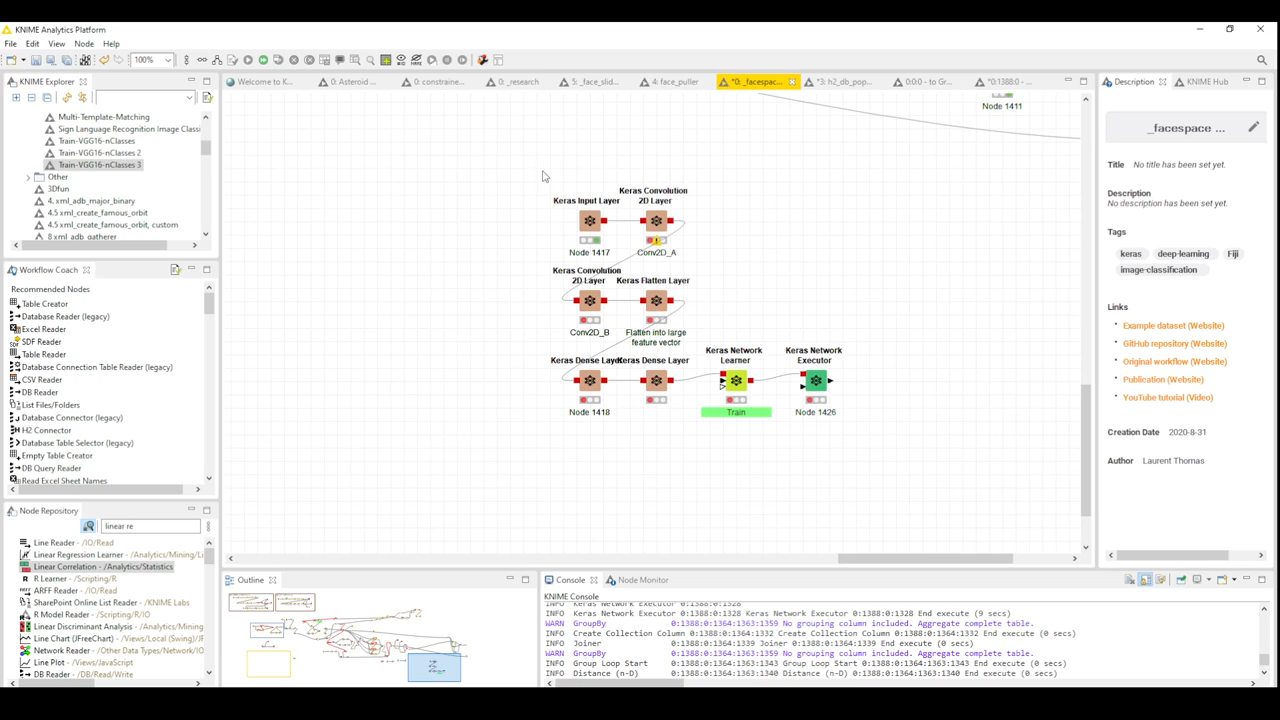 KNIME Analytics Platform
File Edit View Node Help
100%
KNIME Explorer
Multi-Template-Matching
Sign Language Recognition Image Classi
Train-VGG16-nClasses
Train-VGG16-nClasses 2
Train-VGG16-nClasses 3
Other
3Dfun
4. xml_adb_major_binary
4.5 xml_create_famous_orbit
4.5 xml_create_famous_orbit, custom
8 xml_adb_gatherer
Workflow Coach
Recommended Nodes
Table Creator
Database Reader (legacy)
Excel Reader
SDF Reader
Table Reader
Database Connection Table Reader (legacy)
CSV Reader
DB Reader
List Files/Folders
Database Connector (legacy)
H2 Connector
Database Table Selector (legacy)
Empty Table Creator
DB Query Reader
Read Excel Sheet Names
Node Repository
linear re
Line Reader - /IO/Read
Linear Regression Learner - /Analytics/Mining/Li
Linear Correlation - /Analytics/Statistics
R Learner - /Scripting/R
ARFF Reader - /IO/Read
SharePoint Online List Reader - /KNIME Labs
R Model Reader - /Scripting/R/IO
Linear Discriminant Analysis - /Analytics/Mining
Line Chart (JFreeChart) - /Views/Local (Swing)/JF
Network Reader - /Other Data Types/Network/IO
Line Plot - /Views/JavaScript
DB Reader - /DB/Read/Write
Welcome to K... 0: Asteroid ... 0: constraine... 0: _research 5: _face_slid... 4: face_puller *0: _facespac... *3: h2_db_pop... 0:0:0 - to Gr... *0:1388:0 - ...
Node 1411
Keras Input Layer
Node 1417
Keras Convolution
2D Layer
Conv2D_A
Keras Convolution
2D Layer
Conv2D_B
Keras Flatten Layer
Flatten into large
feature vector
Keras Dense Layer
Node 1418
Keras Dense Layer
Keras Network
Learner
Train
Keras Network
Executor
Node 1426
Outline
Console Node Monitor
KNIME Console
INFO Keras Network Executor 0:1388:0:1328
INFO Keras Network Executor 0:1388:0:1328 Keras Network Executor 0:1388:0:1328 End execute (9 secs)
WARN GroupBy 0:1388:0:1364:1363:1359 No grouping column included. Aggregate complete table.
INFO Create Collection Column 0:1388:0:1364:1332 Create Collection Column 0:1388:0:1364:1332 End execute (0 secs)
INFO Joiner 0:1388:0:1364:1339 Joiner 0:1388:0:1364:1339 End execute (0 secs)
WARN GroupBy 0:1388:0:1364:1363:1359 No grouping column included. Aggregate complete table.
INFO Group Loop Start 0:1388:0:1364:1363:1343 Group Loop Start 0:1388:0:1364:1363:1343 End execute (0 secs)
INFO Distance (n-D) 0:1388:0:1364:1363:1340 Distance (n-D) 0:1388:0:1364:1363:1340 End execute (0 secs)
Description KNIME Hub
_facespace ...
Title No title has been set yet.
Description
No description has been set yet.
Tags
keras deep-learning Fiji
image-classification
Links
Example dataset (Website)
GitHub repository (Website)
Original workflow (Website)
Publication (Website)
YouTube tutorial (Video)
Creation Date 2020-8-31
Author Laurent Thomas